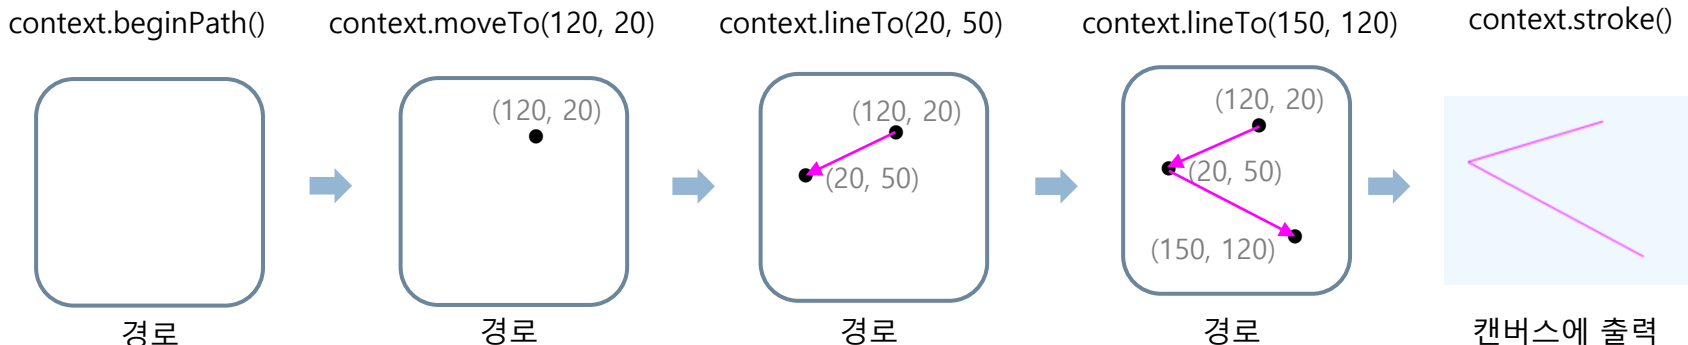 context.beginPath()
context.moveTo(120, 20)
context.lineTo(20, 50)
context.lineTo(150, 120)
context.stroke()
(120, 20)
(120, 20)
(20, 50)
(120, 20)
(20, 50)
(150, 120)
경로
경로
경로
경로
캔버스에 출력